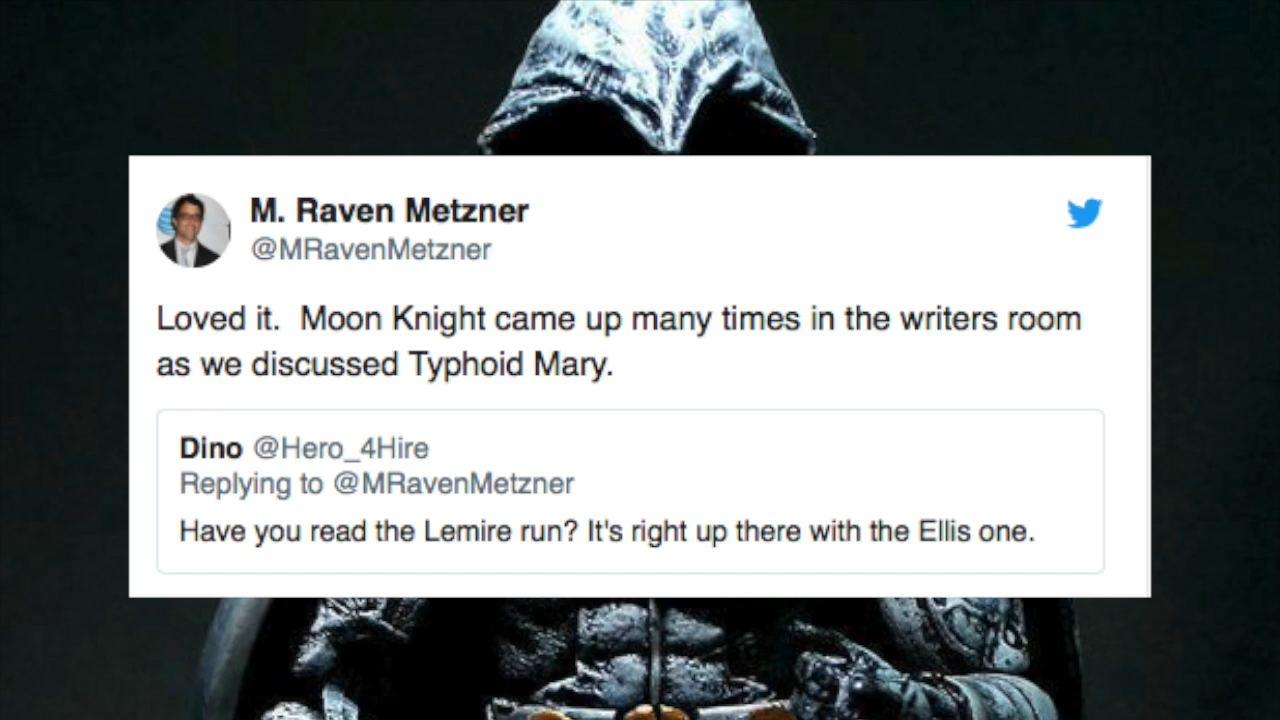 M. Raven Metzner
@MRavenMetzner
Loved it.  Moon Knight came up many times in the writers room
as we discussed Typhoid Mary.
Dino @Hero_4Hire
Replying to @MRavenMetzner
Have you read the Lemire run? It's right up there with the Ellis one.